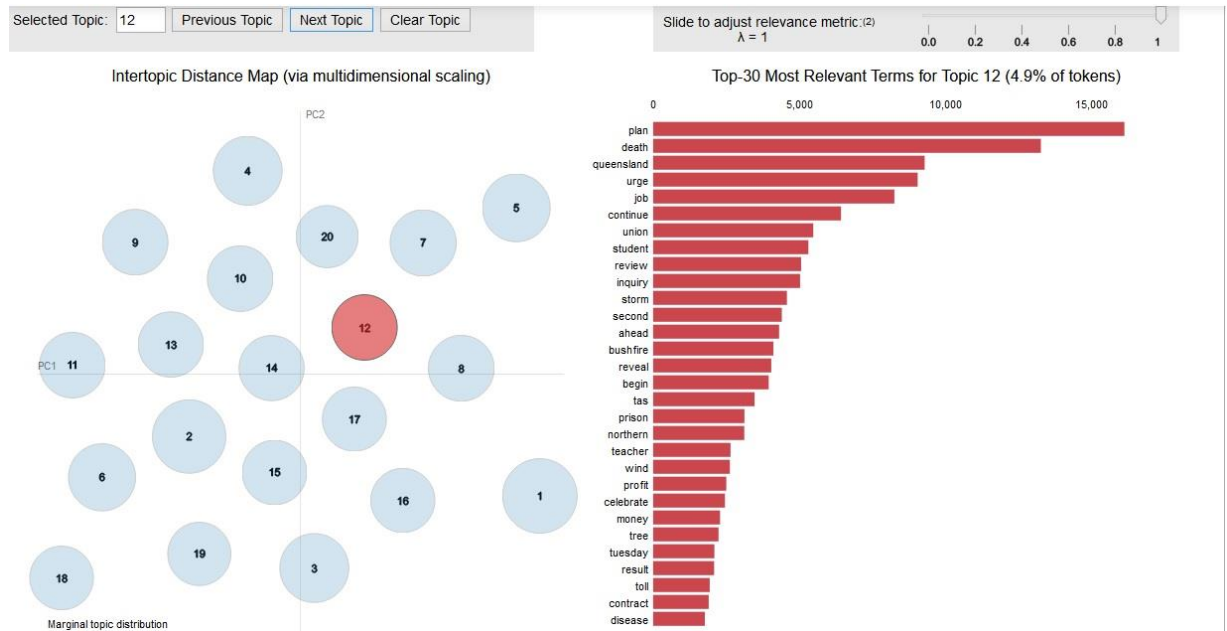 Selected Topic: 12 Previous Topic Next Topic Clear Topic
Slide to adjust relevance metric:(2)
λ = 1
0.0 0.2 0.4 0.6 0.8 1
Intertopic Distance Map (via multidimensional scaling)
PC2
4
5
9
20
7
10
12
13
PC1
11
14
8
17
2
15
6
16
1
19
3
18
Marginal topic distribution
Top-30 Most Relevant Terms for Topic 12 (4.9% of tokens)
0 5,000 10,000 15,000
plan
death
queensland
urge
job
continue
union
student
review
inquiry
storm
second
ahead
bushfire
reveal
begin
tas
prison
northern
teacher
wind
profit
celebrate
money
tree
tuesday
result
toll
contract
disease